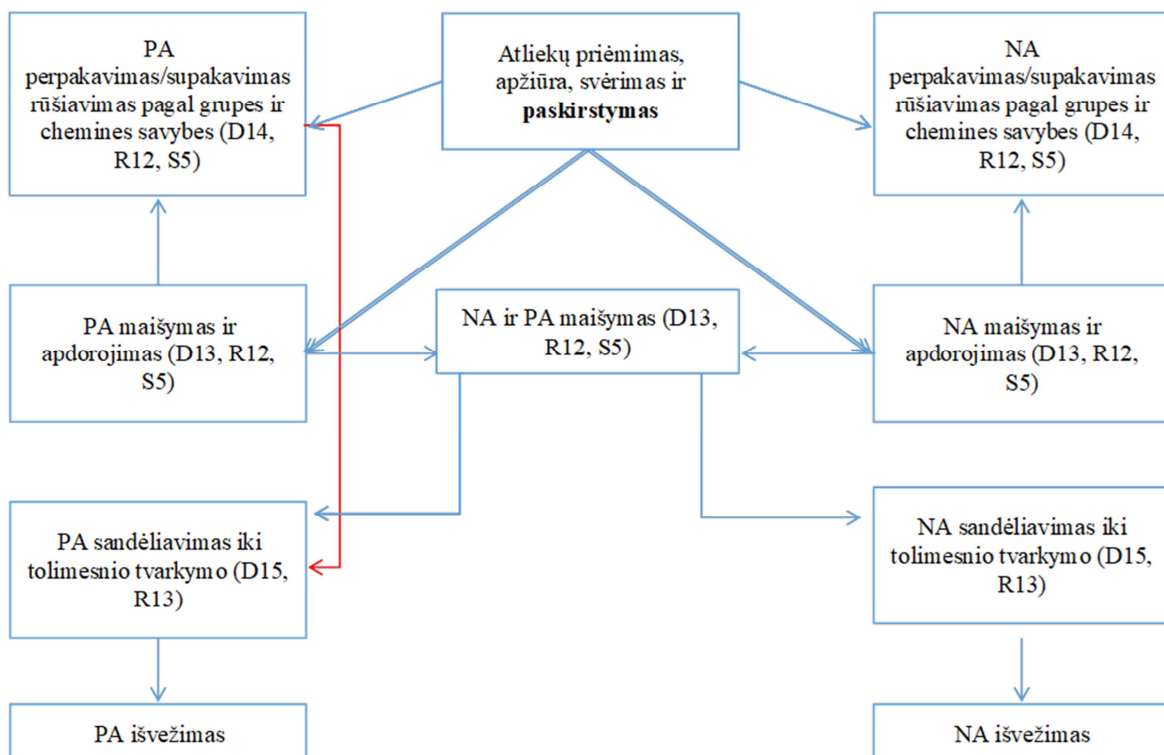 PA
perpakavimas/supakavimas
rūšiavimas pagal grupes ir
chemines savybes (D14,
R12, S5)
Atliekų priėmimas,
apžiūra, svėrimas ir
paskirstymas
NA
perpakavimas/supakavimas
rūšiavimas pagal grupes ir
chemines savybes (D14,
R12, S5)
PA maišymas ir
apdorojimas (D13, R12,
S5)
NA ir PA maišymas (D13,
R12, S5)
NA maišymas ir
apdorojimas (D13, R12,
S5)
PA sandėliavimas iki
tolimesnio tvarkymo (D15,
R13)
NA sandėliavimas iki
tolimesnio tvarkymo (D15,
R13)
PA išvežimas
NA išvežimas